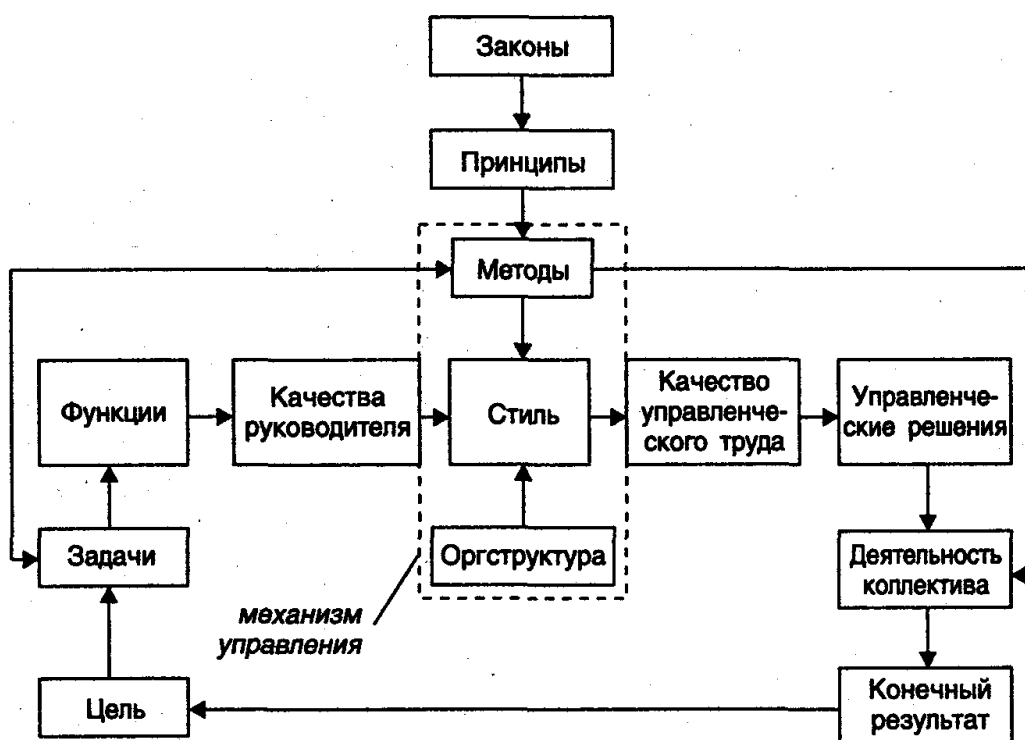 Законы
Принципы
Методы
Функции
Качества
руководителя
Стиль
Качество
управленче-
ского труда
Управленче-
ские решения
Задачи
Оргструктура
Деятельность
коллектива
механизм
управления
Цель
Конечный
результат